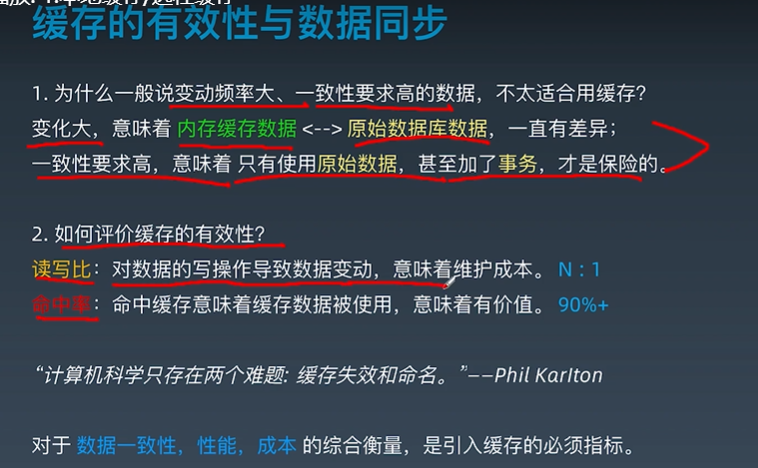 缓存的有效性与数据同步
1. 为什么一般说变动频率大、一致性要求高的数据，不太适合用缓存？
变化大，意味着 内存缓存数据 <--> 原始数据库数据，一直有差异；
一致性要求高，意味着 只有使用原始数据，甚至加了事务，才是保险的。
2. 如何评价缓存的有效性？
读写比：对数据的写操作导致数据变动，意味着维护成本。 N : 1
命中率：命中缓存意味着缓存数据被使用，意味着有价值。 90%+
“计算机科学只存在两个难题: 缓存失效和命名。”——Phil Karlton
对于 数据一致性，性能，成本 的综合衡量，是引入缓存的必须指标。